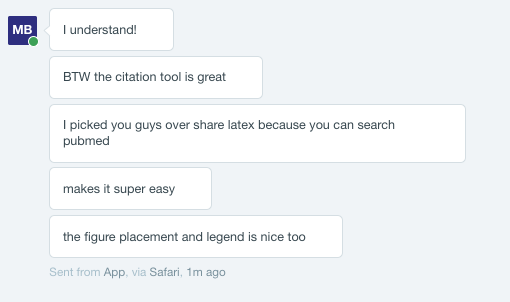 MB
I understand!
BTW the citation tool is great
I picked you guys over share latex because you can search
pubmed
makes it super easy
the figure placement and legend is nice too
Sent from App, via Safari, 1m ago